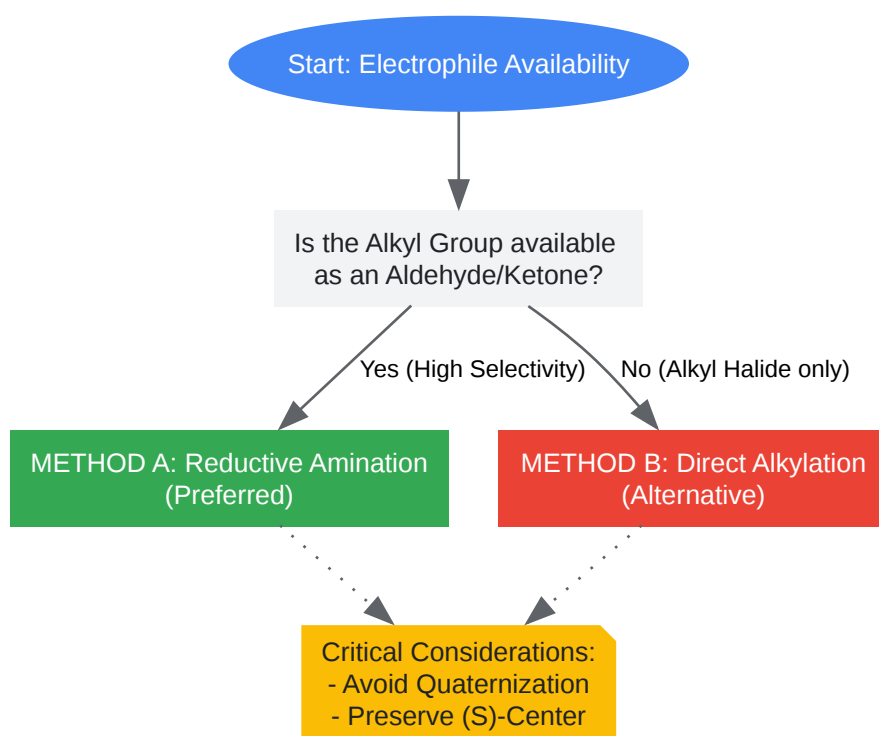 Start: Electrophile Availability
Is the Alkyl Group available
as an Aldehyde/Ketone?
Yes (High Selectivity)
No (Alkyl Halide only)
METHOD A: Reductive Amination
(Preferred)
METHOD B: Direct Alkylation
(Alternative)
Critical Considerations:
- Avoid Quaternization
- Preserve (S)-Center